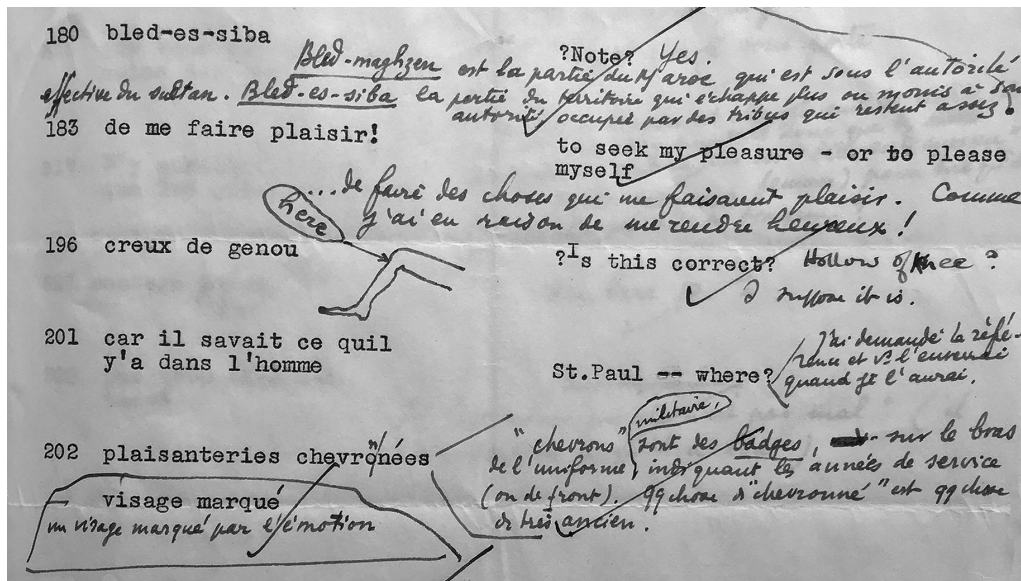 180 bled-es-siba
?Note? Yes.
Bled-maghzen est la partie du Maroc qui est sous l'autorité
effective du sultan. Bled-es-siba la partie du territoire qui échappe plus ou moins à son
autorité, occupée par des tribus qui restent assez
183 de me faire plaisir!
to seek my pleasure - or to please
myself
...de faire des choses qui me faisaient plaisir. Comme
j'ai eu raison de me rendre heureux !
here
196 creux de genou
?Is this correct? Hollow of knee ?
I suppose it is.
201 car il savait ce quil
y'a dans l'homme
St.Paul -- where?
J'ai demandé la réfé-
rence et vs l'enverrai
quand je l'aurai.
202 plaisanteries chevronnées
"chevrons" militaire, sont des badges, sur le bras
de l'uniforme, indiquant les années de service
(ou de front). qq chose d'"chevronné" est qq chose
de très ancien.
visage marqué
un visage marqué par l'émotion